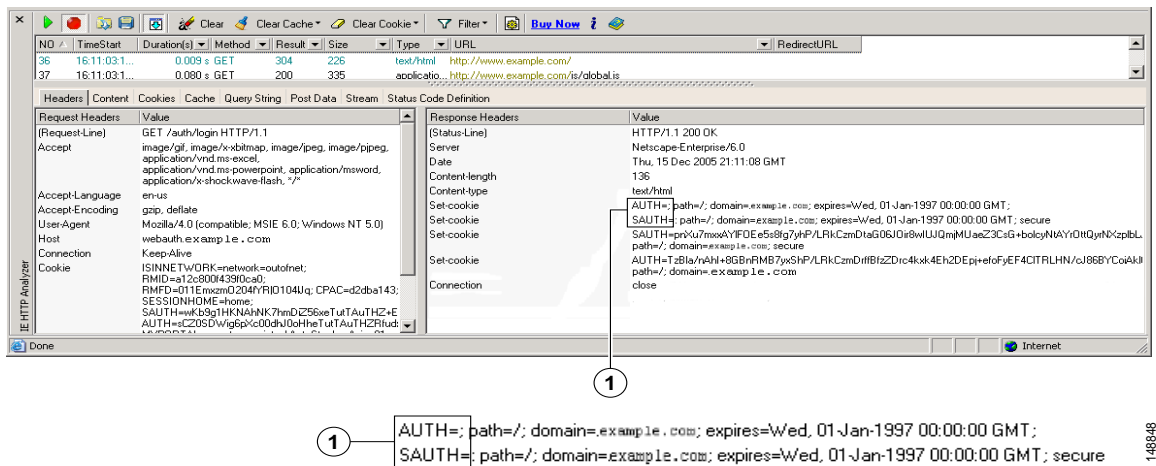 Clear Clear Cache Clear Cookie Filter Buy Now
NO TimeStart Duration(s) Method Result Size Type URL RedirectURL
36 16:11:03:1... 0.009 s GET 304 226 text/html http://www.example.com/
37 16:11:03:1... 0.080 s GET 200 335 applicatio... http://www.example.com/js/global.js
Headers Content Cookies Cache Query String Post Data Stream Status Code Definition
Request Headers Value
(Request-Line) GET /auth/login HTTP/1.1
Accept image/gif, image/x-xbitmap, image/jpeg, image/pjpeg,
application/vnd.ms-excel,
application/vnd.ms-powerpoint, application/msword,
application/x-shockwave-flash, */*
Accept-Language en-us
Accept-Encoding gzip, deflate
User-Agent Mozilla/4.0 (compatible; MSIE 6.0; Windows NT 5.0)
Host webauth.example.com
Connection Keep-Alive
Cookie ISINNETWORK=network=outofnet;
RMID=a12c800f439f0ca0;
CPAC=d2dba143;
SESSIONHOME=home;
Response Headers Value
(Status-Line) HTTP/1.1 200 OK
Server Netscape-Enterprise/6.0
Date Thu, 15 Dec 2005 21:11:08 GMT
Content-length 136
Content-type text/html
Set-cookie AUTH=; path=/; domain=.example.com; expires=Wed, 01-Jan-1997 00:00:00 GMT;
Set-cookie SAUTH=; path=/; domain=.example.com; expires=Wed, 01-Jan-1997 00:00:00 GMT; secure
Set-cookie
path=/; domain=.example.com; secure
Set-cookie
path=/; domain=.example.com
Connection close
IE HTTP Analyzer
Done Internet
1
1
AUTH=; path=/; domain=.example.com; expires=Wed, 01-Jan-1997 00:00:00 GMT;
SAUTH=; path=/; domain=.example.com; expires=Wed, 01-Jan-1997 00:00:00 GMT; secure
148848